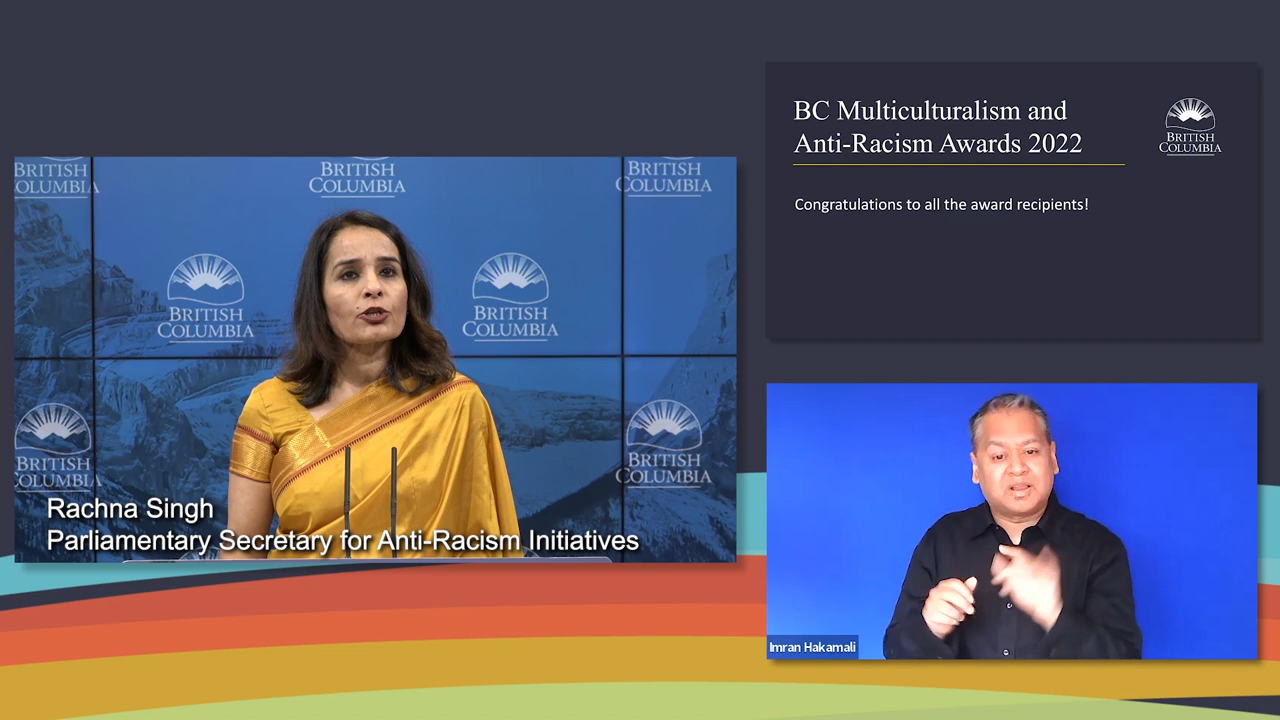 BC Multiculturalism and
Anti-Racism Awards 2022
BRITISH
COLUMBIA
Congratulations to all the award recipients!
BRITISH
COLUMBIA
BRITISH
COLUMBIA
BRITISH
COLUMBIA
BRITISH
COLUMBIA
BRITISH
COLUMBIA
BRITISH
COLUMBIA
BRITISH
COLUMBIA
Rachna Singh
Parliamentary Secretary for Anti-Racism Initiatives
Imran Hakamali